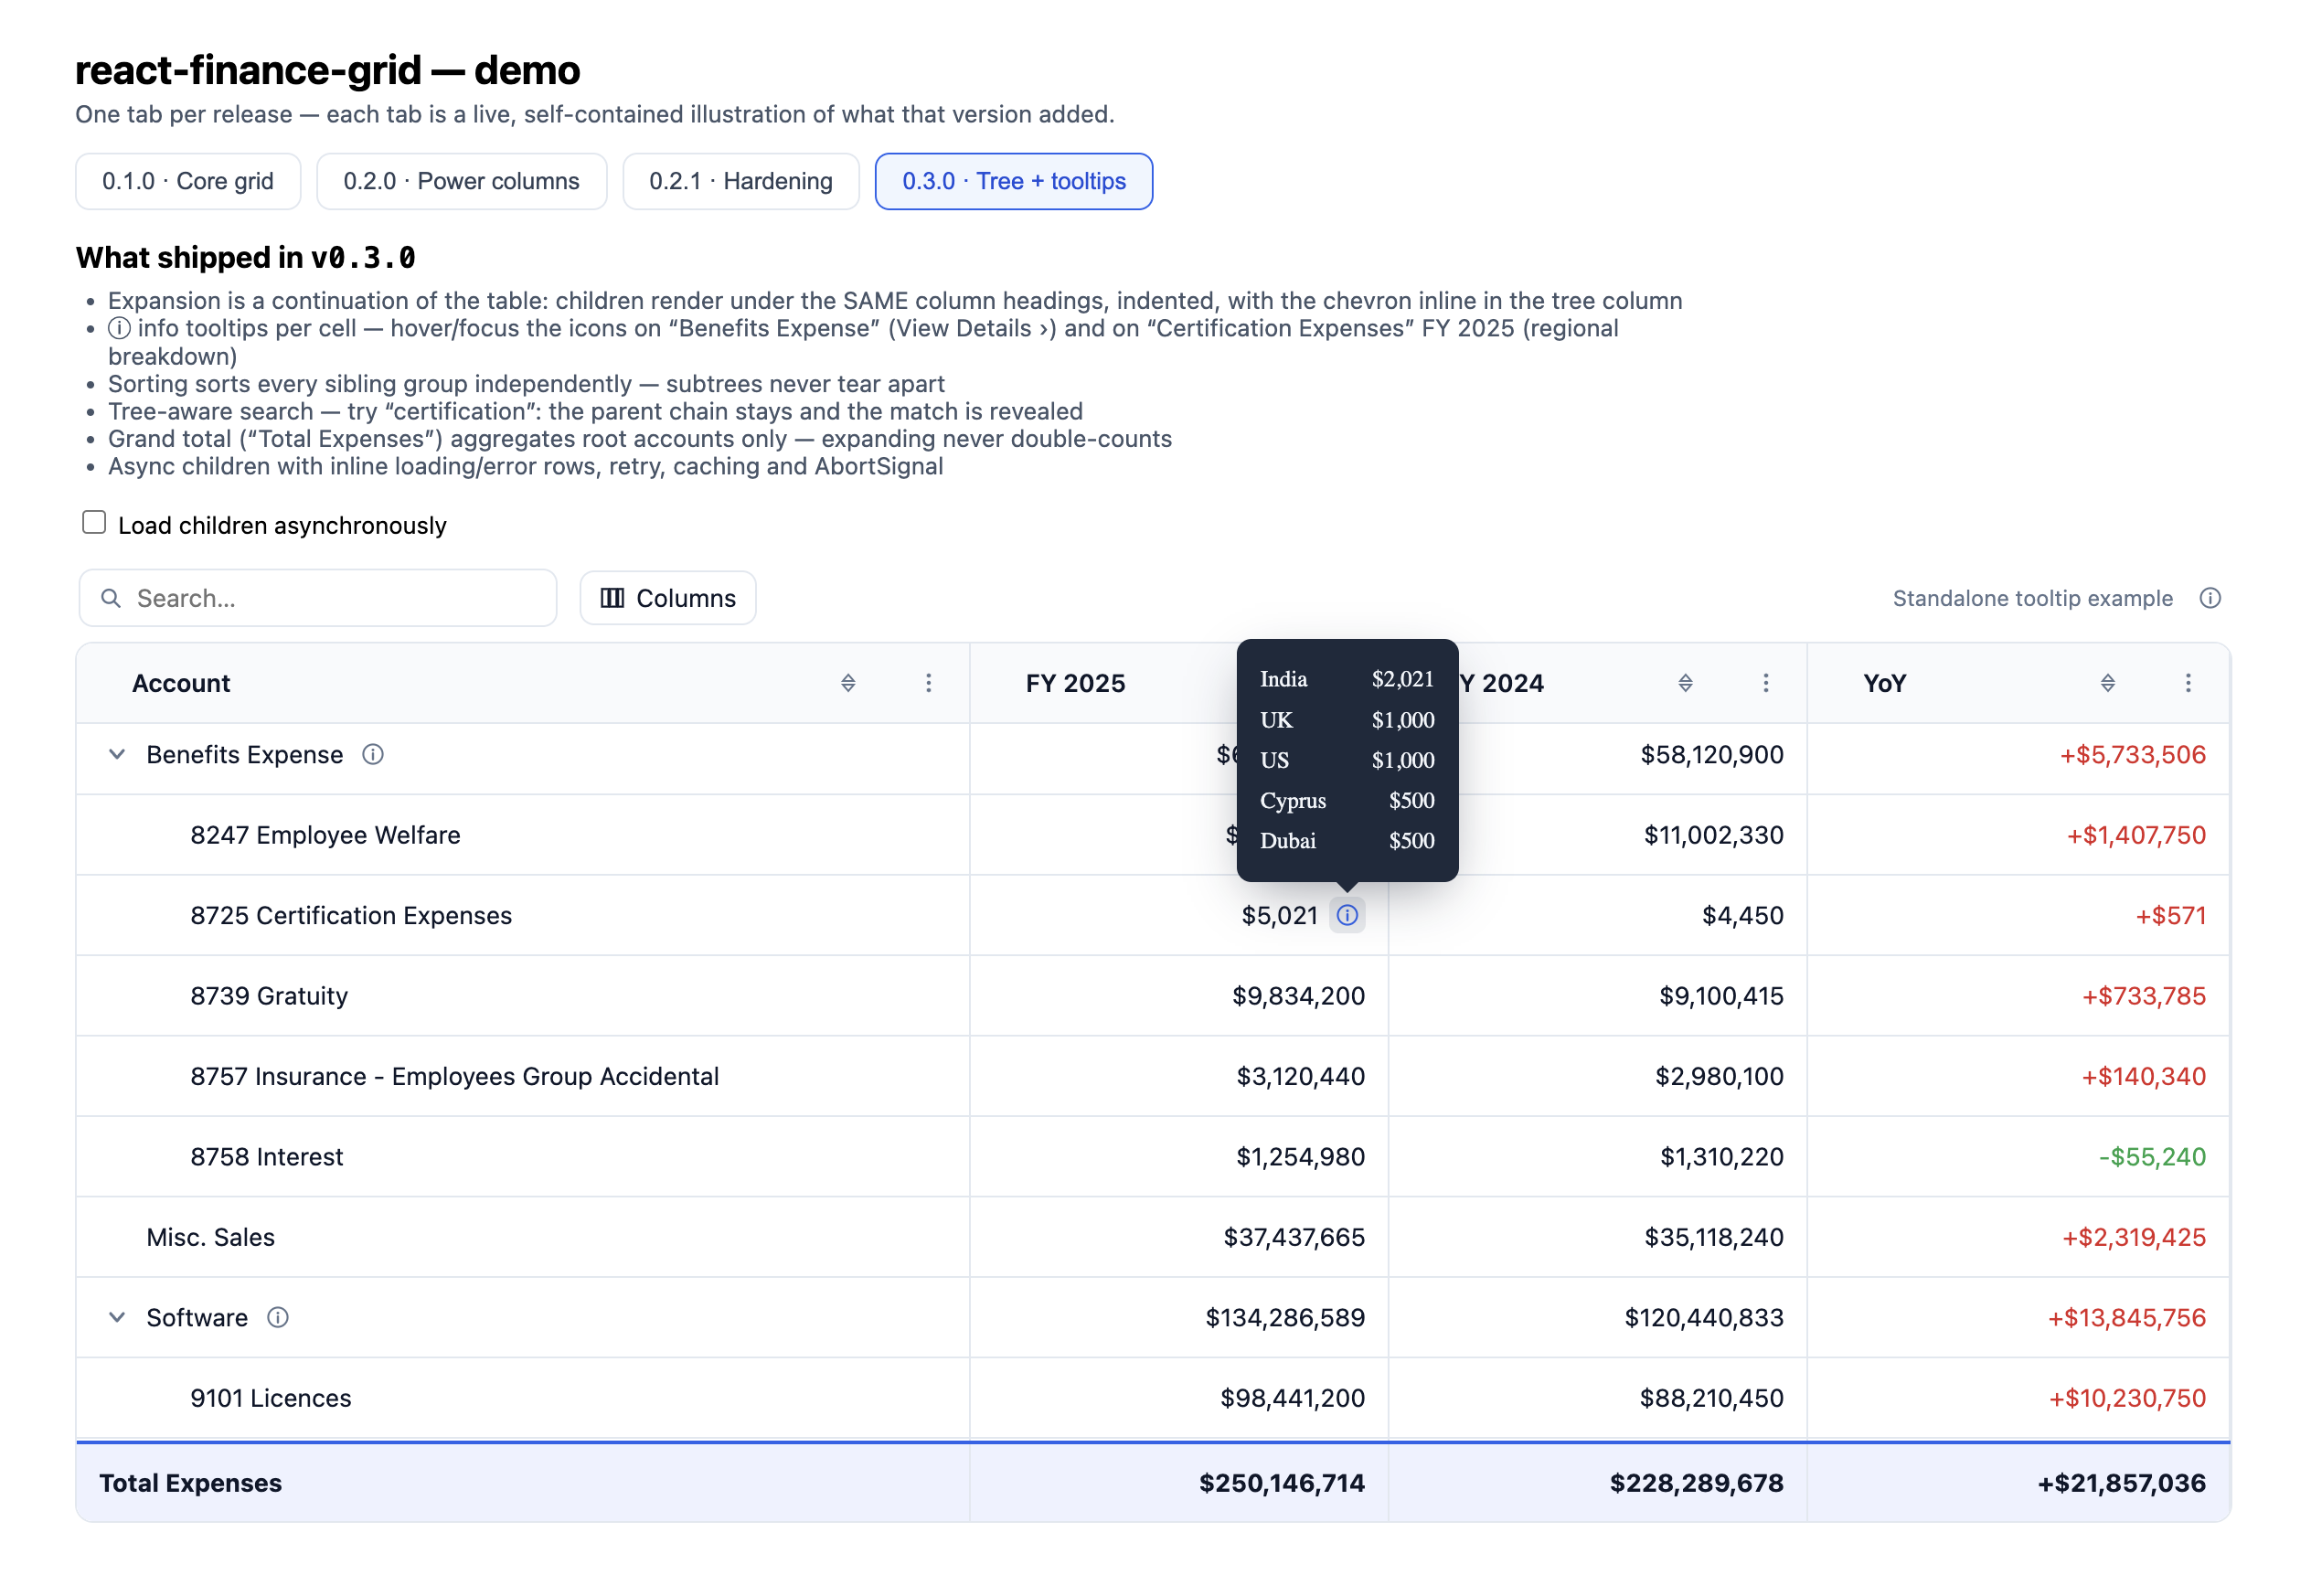 react-finance-grid — demo
One tab per release — each tab is a live, self-contained illustration of what that version added.
0.1.0 · Core grid
0.2.0 · Power columns
0.2.1 · Hardening
0.3.0 · Tree + tooltips
What shipped in v0.3.0
• Expansion is a continuation of the table: children render under the SAME column headings, indented, with the chevron inline in the tree column
• ⓘ info tooltips per cell — hover/focus the icons on “Benefits Expense” (View Details ›) and on “Certification Expenses” FY 2025 (regional
breakdown)
• Sorting sorts every sibling group independently — subtrees never tear apart
• Tree-aware search — try “certification”: the parent chain stays and the match is revealed
• Grand total (“Total Expenses”) aggregates root accounts only — expanding never double-counts
• Async children with inline loading/error rows, retry, caching and AbortSignal
Load children asynchronously
Search...
Columns
Standalone tooltip example
Account FY 2025 Y 2024 YoY
India $2,021
UK $1,000
US $1,000
Cyprus $500
Dubai $500
Benefits Expense $58,120,900 +$5,733,506
8247 Employee Welfare $ $11,002,330 +$1,407,750
8725 Certification Expenses $5,021 $4,450 +$571
8739 Gratuity $9,834,200 $9,100,415 +$733,785
8757 Insurance - Employees Group Accidental $3,120,440 $2,980,100 +$140,340
8758 Interest $1,254,980 $1,310,220 -$55,240
Misc. Sales $37,437,665 $35,118,240 +$2,319,425
Software $134,286,589 $120,440,833 +$13,845,756
9101 Licences $98,441,200 $88,210,450 +$10,230,750
Total Expenses $250,146,714 $228,289,678 +$21,857,036